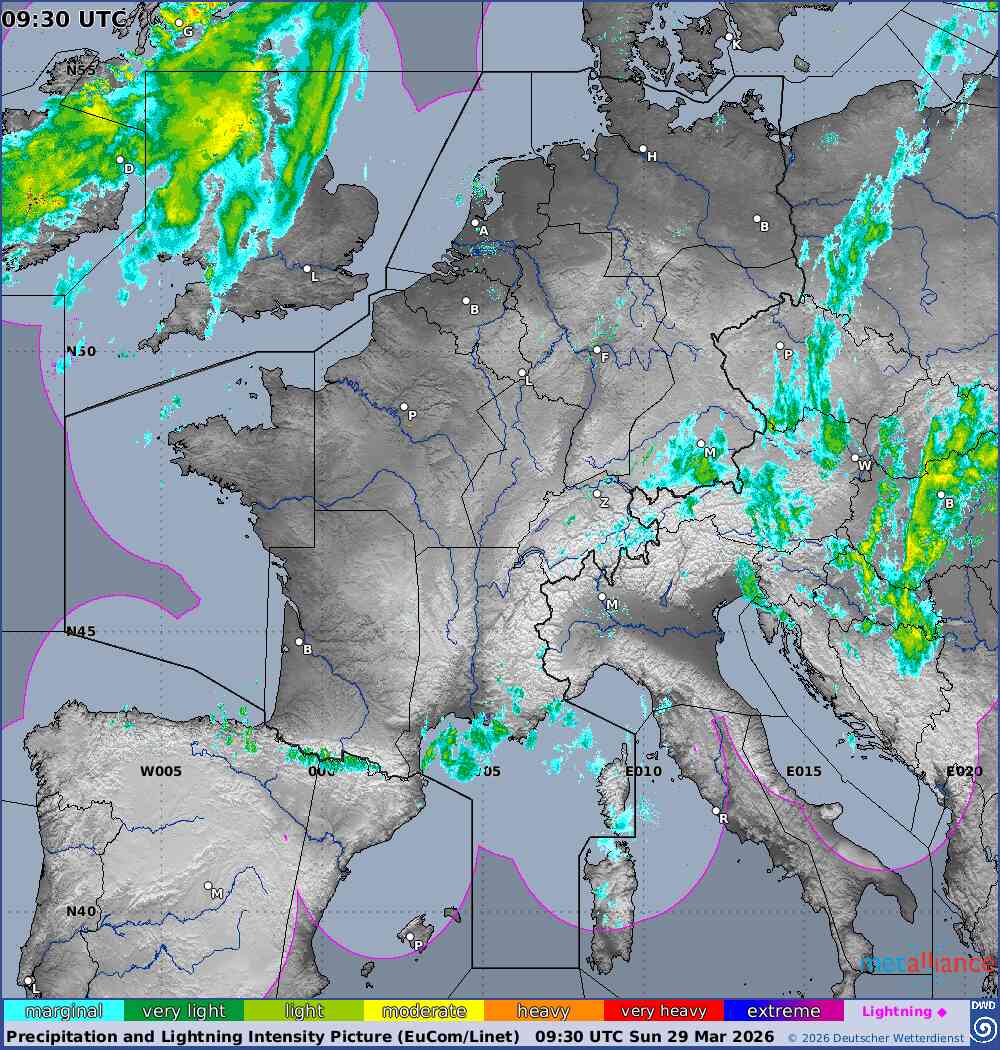 09:30 UTC
G
K
N55
D
H
A
B
L
B
N50
P
F
L
P
M
W
Z
B
M
N45
B
W005
000
E005
E010
E015
E020
R
M
N40
P
L
metalliance
marginal very light light moderate heavy very heavy extreme Lightning ◆
DWD
Precipitation and Lightning Intensity Picture (EuCom/Linet) 09:30 UTC Sun 29 Mar 2026 © 2026 Deutscher Wetterdienst